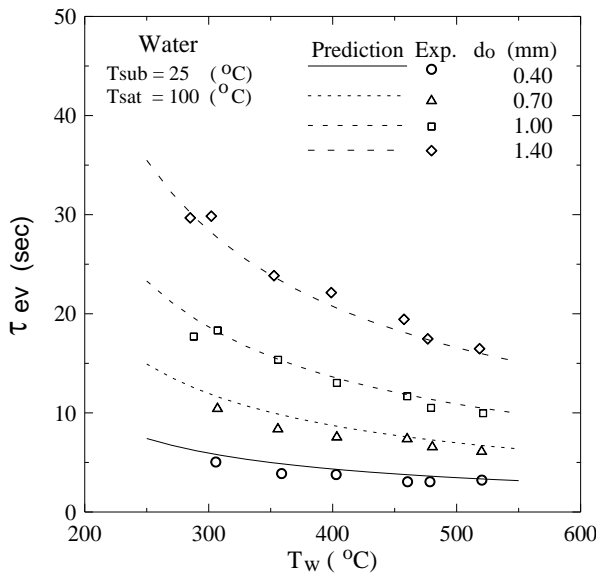 50
40
30
20
10
0
τ ev (sec)
Water
Tsub = 25 (°C)
Tsat = 100 (°C)
Prediction Exp. do (mm)
0.40
0.70
1.00
1.40
200 300 400 500 600
Tw ( °C)